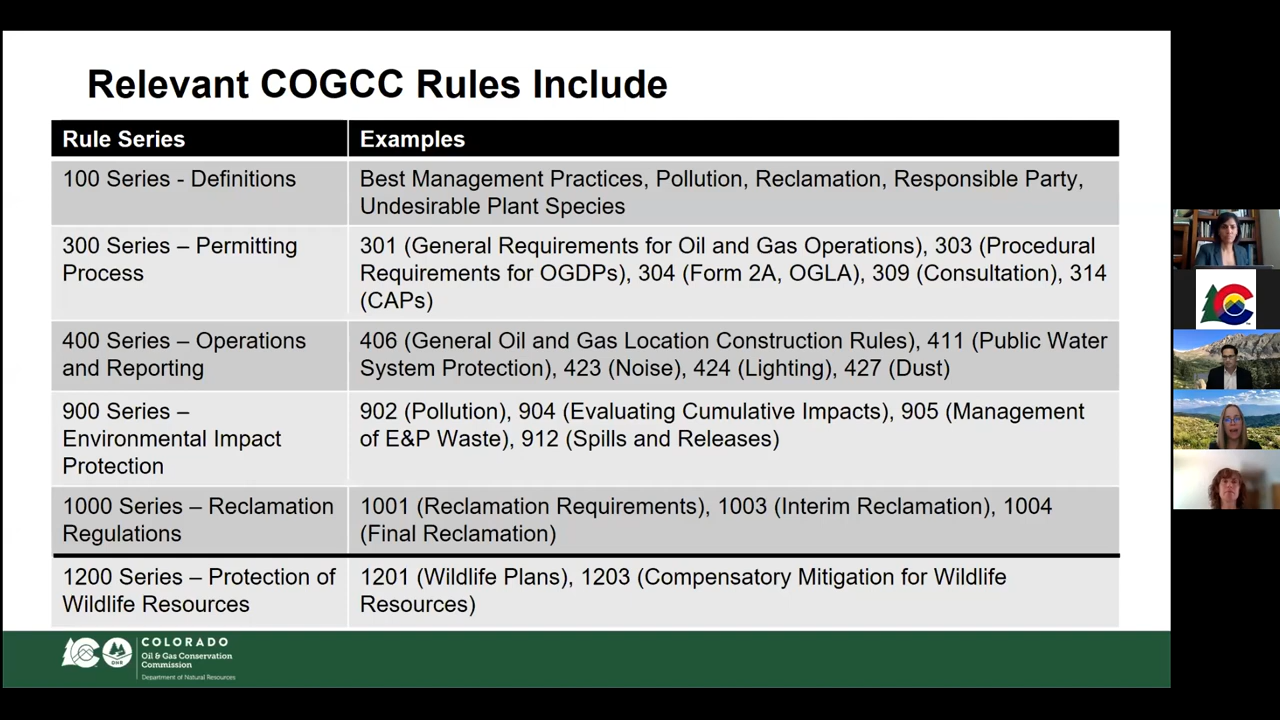 Relevant COGCC Rules Include
Rule Series
Examples
100 Series - Definitions
Best Management Practices, Pollution, Reclamation, Responsible Party,
Undesirable Plant Species
300 Series – Permitting
Process
301 (General Requirements for Oil and Gas Operations), 303 (Procedural
Requirements for OGDPs), 304 (Form 2A, OGLA), 309 (Consultation), 314
(CAPs)
400 Series – Operations
and Reporting
406 (General Oil and Gas Location Construction Rules), 411 (Public Water
System Protection), 423 (Noise), 424 (Lighting), 427 (Dust)
900 Series –
Environmental Impact
Protection
902 (Pollution), 904 (Evaluating Cumulative Impacts), 905 (Management
of E&P Waste), 912 (Spills and Releases)
1000 Series – Reclamation
Regulations
1001 (Reclamation Requirements), 1003 (Interim Reclamation), 1004
(Final Reclamation)
1200 Series – Protection of
Wildlife Resources
1201 (Wildlife Plans), 1203 (Compensatory Mitigation for Wildlife
Resources)
DNR
COLORADO
Oil & Gas Conservation
Commission
Department of Natural Resources